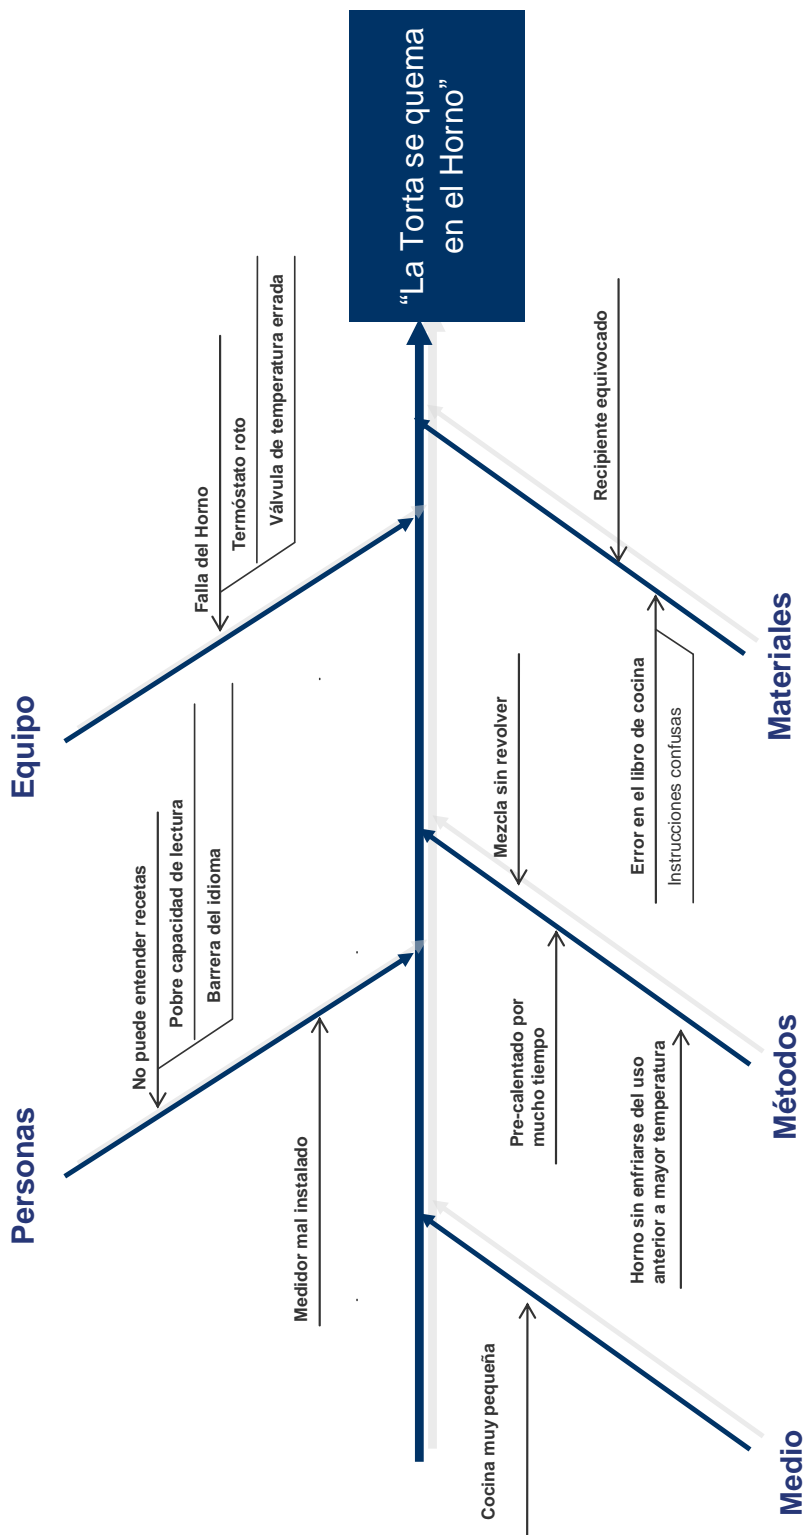 “La Torta se quema
en el Horno”
Personas
No puede entender recetas
Pobre capacidad de lectura
Barrera del idioma
Medidor mal instalado
Equipo
Falla del Horno
Termóstato roto
Válvula de temperatura errada
Medio
Cocina muy pequeña
Métodos
Mezcla sin revolver
Pre-calentado por
mucho tiempo
Horno sin enfriarse del uso
anterior a mayor temperatura
Materiales
Recipiente equivocado
Error en el libro de cocina
Instrucciones confusas